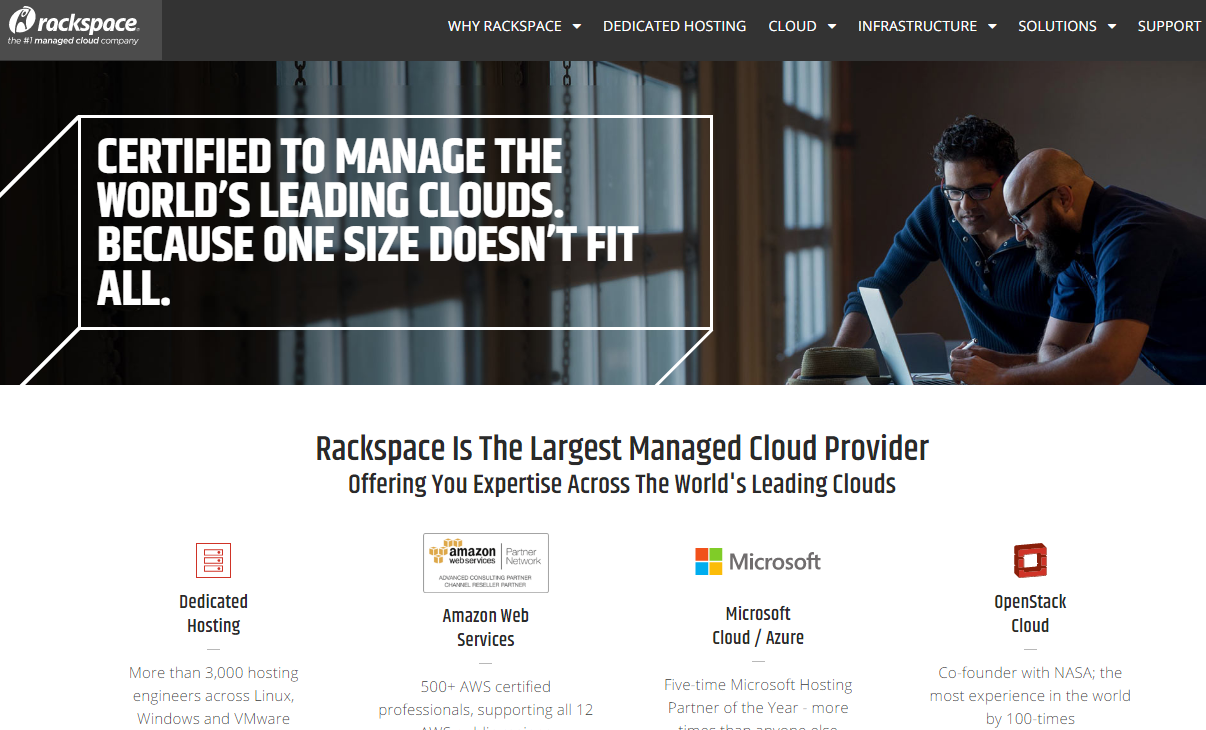 rackspace.
the #1 managed cloud company
WHY RACKSPACE
DEDICATED HOSTING
CLOUD
INFRASTRUCTURE
SOLUTIONS
SUPPORT
CERTIFIED TO MANAGE THE
WORLD’S LEADING CLOUDS.
BECAUSE ONE SIZE DOESN’T FIT
ALL.
Rackspace Is The Largest Managed Cloud Provider
Offering You Expertise Across The World's Leading Clouds
Dedicated
Hosting
More than 3,000 hosting
engineers across Linux,
Windows and VMware
amazon
webservices
Partner
Network
ADVANCED CONSULTING PARTNER
CHANNEL RESELLER PARTNER
Amazon Web
Services
500+ AWS certified
professionals, supporting all 12
Microsoft
Microsoft
Cloud / Azure
Five-time Microsoft Hosting
Partner of the Year - more
times than anyone else
OpenStack
Cloud
Co-founder with NASA; the
most experience in the world
by 100-times